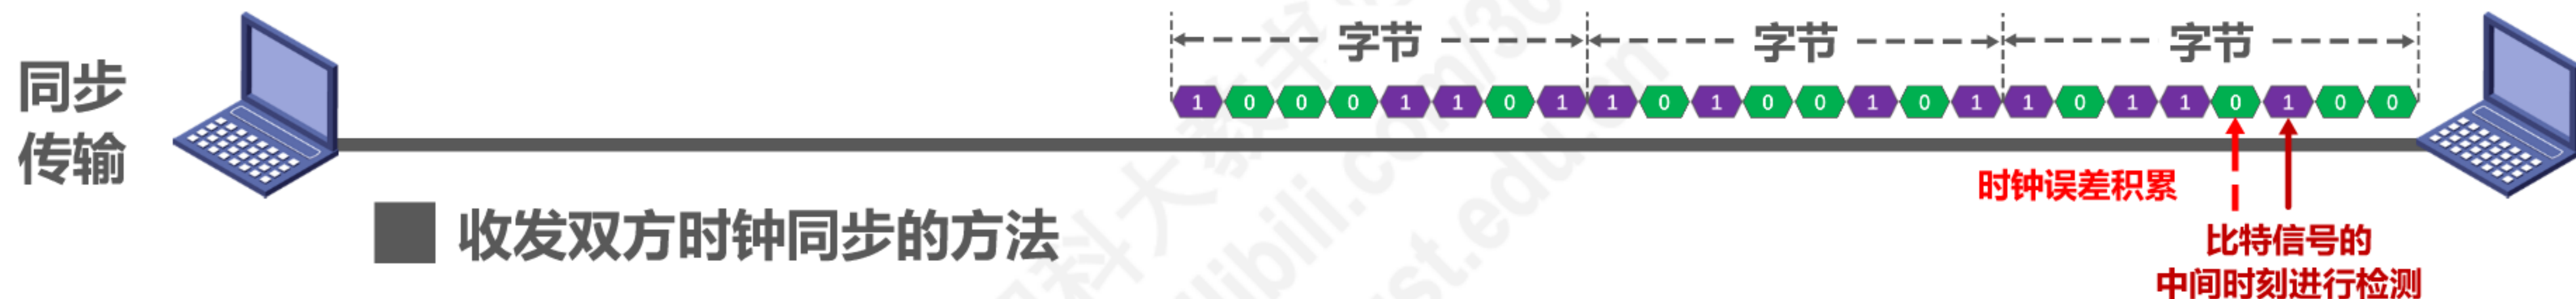 同步
传输
字节 字节 字节
1 0 0 0 1 1 0 1 1 0 1 0 0 1 0 1 1 0 1 1 0 1 0 0
时钟误差积累
收发双方时钟同步的方法
比特信号的
中间时刻进行检测